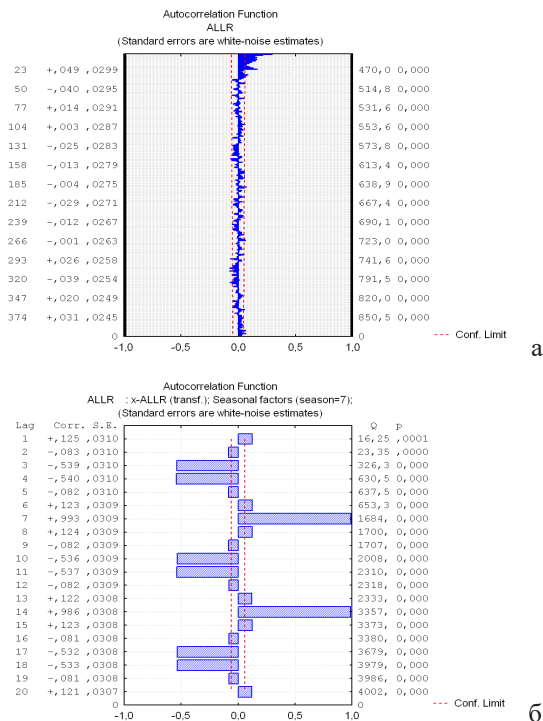 Autocorrelation Function
ALLR
(Standard errors are white-noise estimates)
23 +,049 ,0299 470,0 0,000
50 -,040 ,0295 514,8 0,000
77 +,014 ,0291 531,6 0,000
104 +,003 ,0287 553,6 0,000
131 -,025 ,0283 573,8 0,000
158 -,013 ,0279 613,4 0,000
185 -,004 ,0275 638,9 0,000
212 -,029 ,0271 667,4 0,000
239 -,012 ,0267 690,1 0,000
266 -,001 ,0263 723,0 0,000
293 +,026 ,0258 741,6 0,000
320 -,039 ,0254 791,5 0,000
347 +,020 ,0249 820,0 0,000
374 +,031 ,0245 850,5 0,000
0 0
-1,0 -0,5 0,0 0,5 1,0
Conf. Limit
а
Autocorrelation Function
ALLR : x-ALLR (transf.); Seasonal factors (season=7);
(Standard errors are white-noise estimates)
Lag Corr. S.E. Q p
1 +,125 ,0310 16,25 ,0001
2 -,083 ,0310 23,35 ,0000
3 -,539 ,0310 326,3 0,000
4 -,540 ,0310 630,5 0,000
5 -,082 ,0310 637,5 0,000
6 +,123 ,0309 653,3 0,000
7 +,993 ,0309 1684, 0,000
8 +,124 ,0309 1700, 0,000
9 -,082 ,0309 1707, 0,000
10 -,536 ,0309 2008, 0,000
11 -,537 ,0309 2310, 0,000
12 -,082 ,0309 2318, 0,000
13 +,122 ,0308 2333, 0,000
14 +,986 ,0308 3357, 0,000
15 +,123 ,0308 3373, 0,000
16 -,081 ,0308 3380, 0,000
17 -,532 ,0308 3679, 0,000
18 -,533 ,0308 3979, 0,000
19 -,081 ,0308 3986, 0,000
20 +,121 ,0307 4002, 0,000
0 0
-1,0 -0,5 0,0 0,5 1,0
Conf. Limit
б